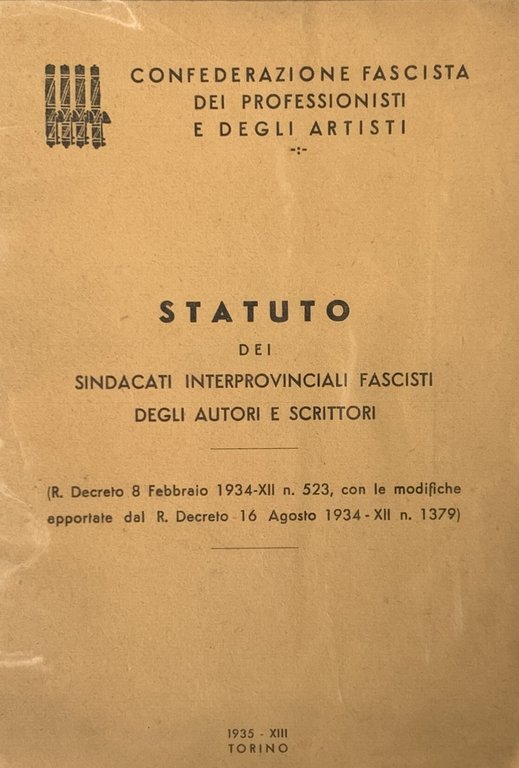 CONFEDERAZIONE FASCISTA
DEI PROFESSIONISTI
E DEGLI ARTISTI
-:-
STATUTO
DEI
SINDACATI INTERPROVINCIALI FASCISTI
DEGLI AUTORI E SCRITTORI
(R. Decreto 8 Febbraio 1934-XII n. 523, con le modifiche
apportate dal R. Decreto 16 Agosto 1934 - XII n. 1379)
1935 - XIII
TORINO